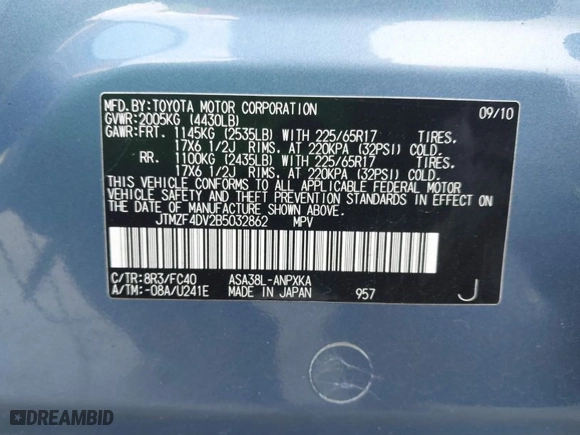 MFD.BY:TOYOTA MOTOR CORPORATION 09/10
GVWR:2005KG (4430LB)
GAWR:FRT. 1145KG (2535LB) WITH 225/65R17 TIRES,
17X6 1/2J RIMS, AT 220KPA (32PSI) COLD.
RR. 1100KG (2435LB) WITH 225/65R17 TIRES,
17X6 1/2J RIMS, AT 220KPA (32PSI) COLD.
THIS VEHICLE CONFORMS TO ALL APPLICABLE FEDERAL MOTOR
VEHICLE SAFETY AND THEFT PREVENTION STANDARDS IN EFFECT ON
THE DATE OF MANUFACTURE SHOWN ABOVE.
JTMZF4DV2B5032862 MPV
C/TR:8R3/FC40 ASA38L-ANPXKA
A/TM:-08A/U241E MADE IN JAPAN 957 J
DREAMBID